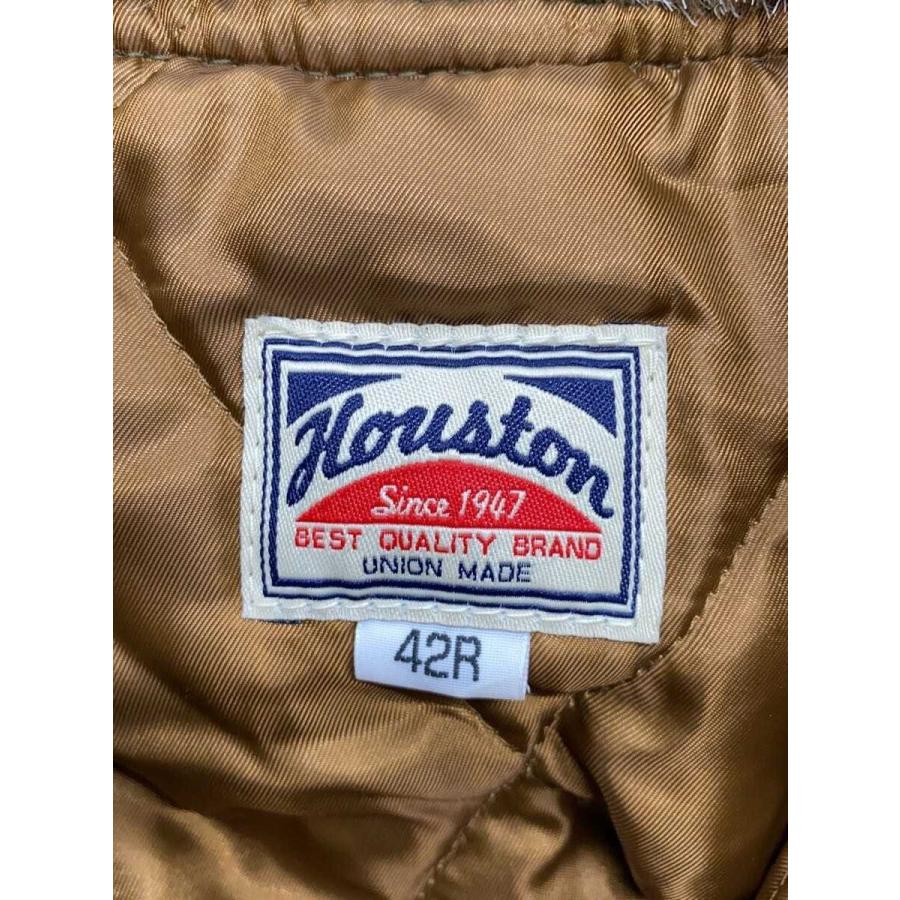 Houston
Since 1947
BEST QUALITY BRAND
UNION MADE
42R